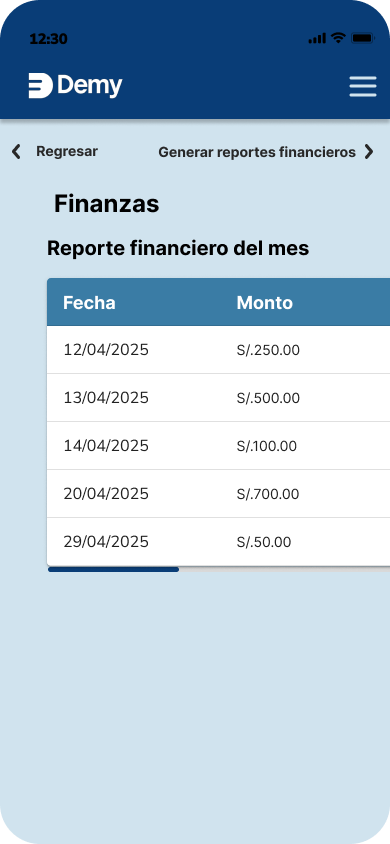 12:30
Demy
Regresar Generar reportes financieros
Finanzas
Reporte financiero del mes
Fecha Monto
12/04/2025 S/.250.00
13/04/2025 S/.500.00
14/04/2025 S/.100.00
20/04/2025 S/.700.00
29/04/2025 S/.50.00